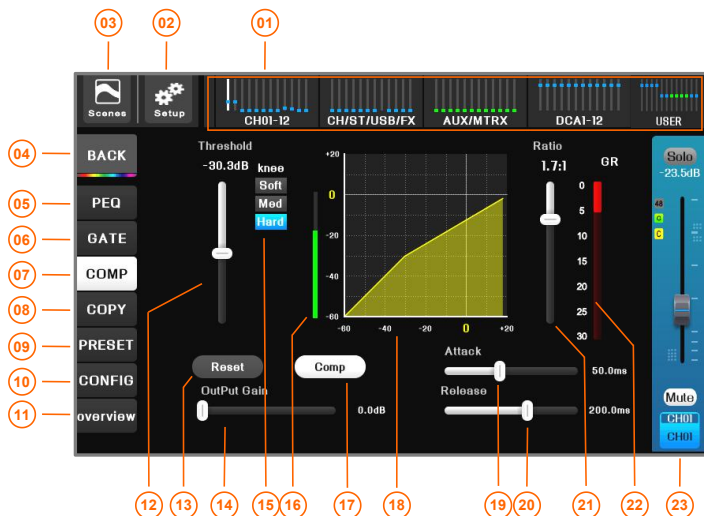 03
02
01
Scenes
Setup
CH01-12
CH/ST/USB/FX
AUX/MTRX
DCA1-12
USER
04
BACK
05
PEQ
06
GATE
07
COMP
08
COPY
09
PRESET
10
CONFIG
11
overview
Threshold
-30.3dB
knee
Soft
Med
Hard
0
+20
0
-20
-40
-60
-60
-40
-20
0
+20
Ratio
1.7:1
GR
0
5
10
15
20
25
30
Solo
-23.5dB
48
G
C
Reset
Comp
Attack
50.0ms
OutPut Gain
0.0dB
Release
200.0ms
Mute
CH01
CH01
12
13
14
15
16
17
18
19
20
21
22
23